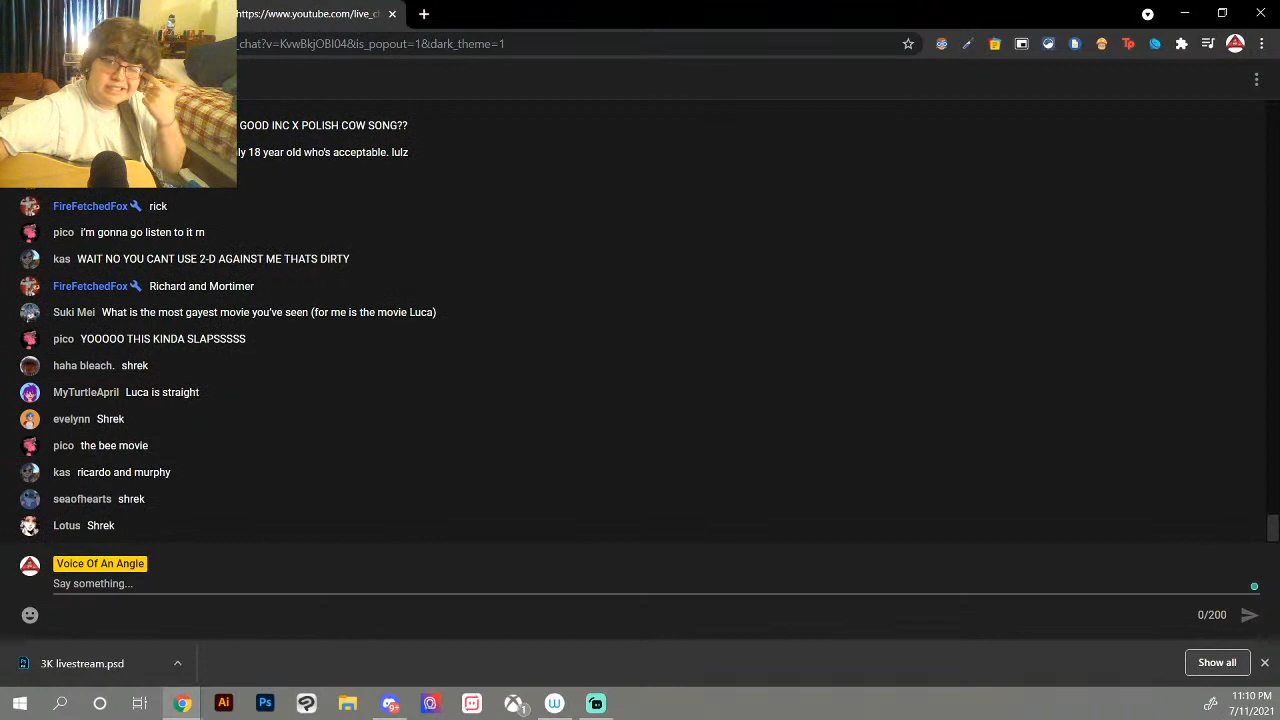 https://www.youtube.com/live_c
chat?v=KvwBkjOBI04&is_popout=1&dark_theme=1
GOOD INC X POLISH COW SONG??
ly 18 year old who's acceptable. lulz
FireFetchedFox rick
pico i'm gonna go listen to it rn
kas WAIT NO YOU CANT USE 2-D AGAINST ME THATS DIRTY
FireFetchedFox Richard and Mortimer
Suki Mei What is the most gayest movie you've seen (for me is the movie Luca)
pico YOOOOO THIS KINDA SLAPSSSSS
haha bleach. shrek
MyTurtleApril Luca is straight
evelynn Shrek
pico the bee movie
kas ricardo and murphy
seaofhearts shrek
Lotus Shrek
Voice Of An Angle
Say something...
0/200
3K livestream.psd
Show all
Ai Ps
11:10 PM
7/11/2021